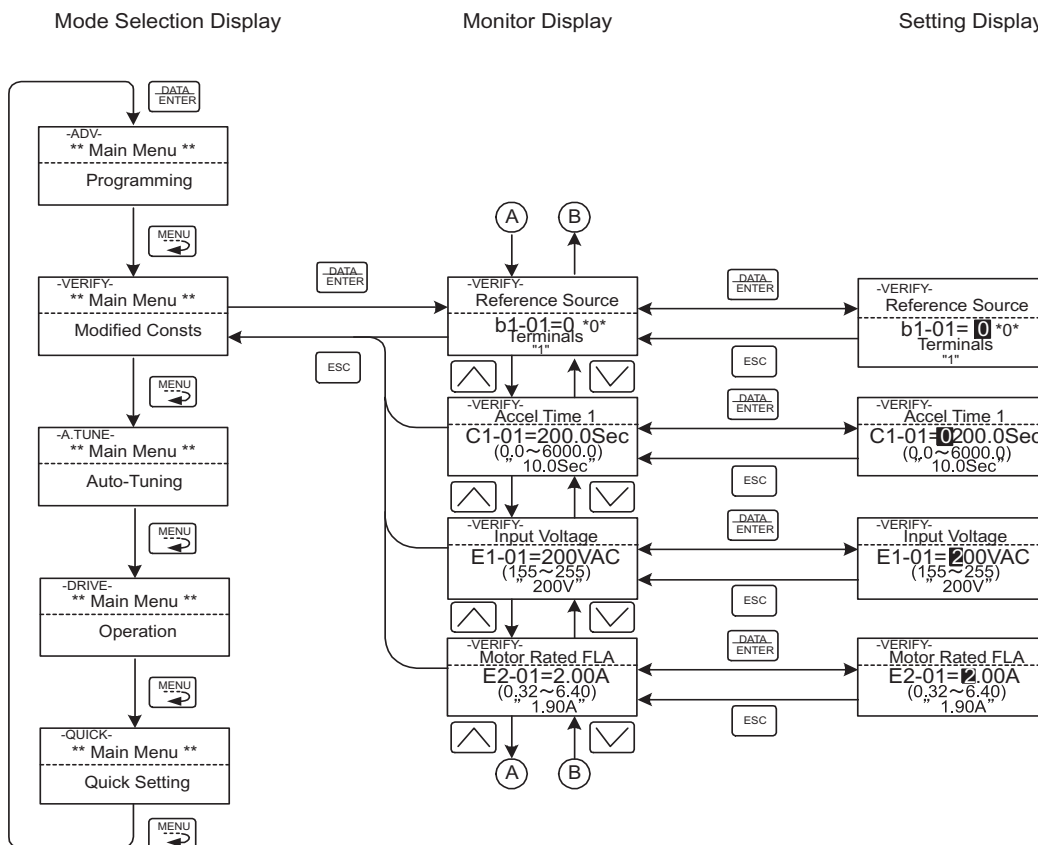 Mode Selection Display
Monitor Display
Setting Display
DATA
ENTER
-ADV-
** Main Menu **
Programming
MENU
-VERIFY-
** Main Menu **
Modified Consts
MENU
-A.TUNE-
** Main Menu **
Auto-Tuning
MENU
-DRIVE-
** Main Menu **
Operation
MENU
-QUICK-
** Main Menu **
Quick Setting
MENU
DATA
ENTER
ESC
A
B
-VERIFY-
Reference Source
b1-01=0 *0*
Terminals
"1"
-VERIFY-
Accel Time 1
C1-01=200.0Sec
(0.0~6000.0)
" 10.0Sec"
-VERIFY-
Input Voltage
E1-01=200VAC
(155~255)
" 200V"
-VERIFY-
Motor Rated FLA
E2-01=2.00A
(0.32~6.40)
" 1.90A"
A
B
DATA
ENTER
ESC
DATA
ENTER
ESC
DATA
ENTER
ESC
DATA
ENTER
ESC
-VERIFY-
Reference Source
b1-01= 0 *0*
Terminals
"1"
-VERIFY-
Accel Time 1
C1-01=0200.0Sec
(0.0~6000.0)
" 10.0Sec"
-VERIFY-
Input Voltage
E1-01= 200VAC
(155~255)
" 200V"
-VERIFY-
Motor Rated FLA
E2-01= 2.00A
(0.32~6.40)
" 1.90A"